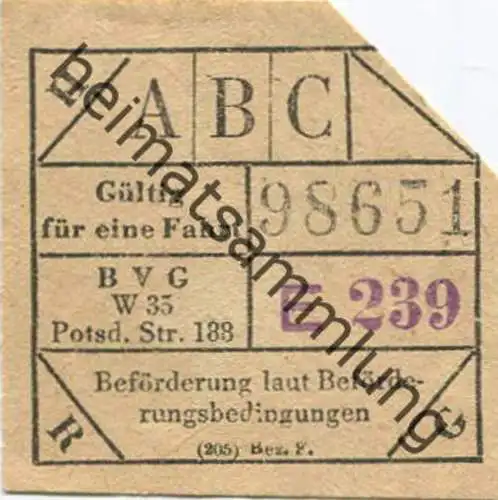 H A B C
Gültig 98651
für eine Fahrt
B V G
W 35 E 239
Potsd. Str. 188
Beförderung laut Beförde-
rungsbedingungen
R G
(205) Bez. P.
heimatsammlung